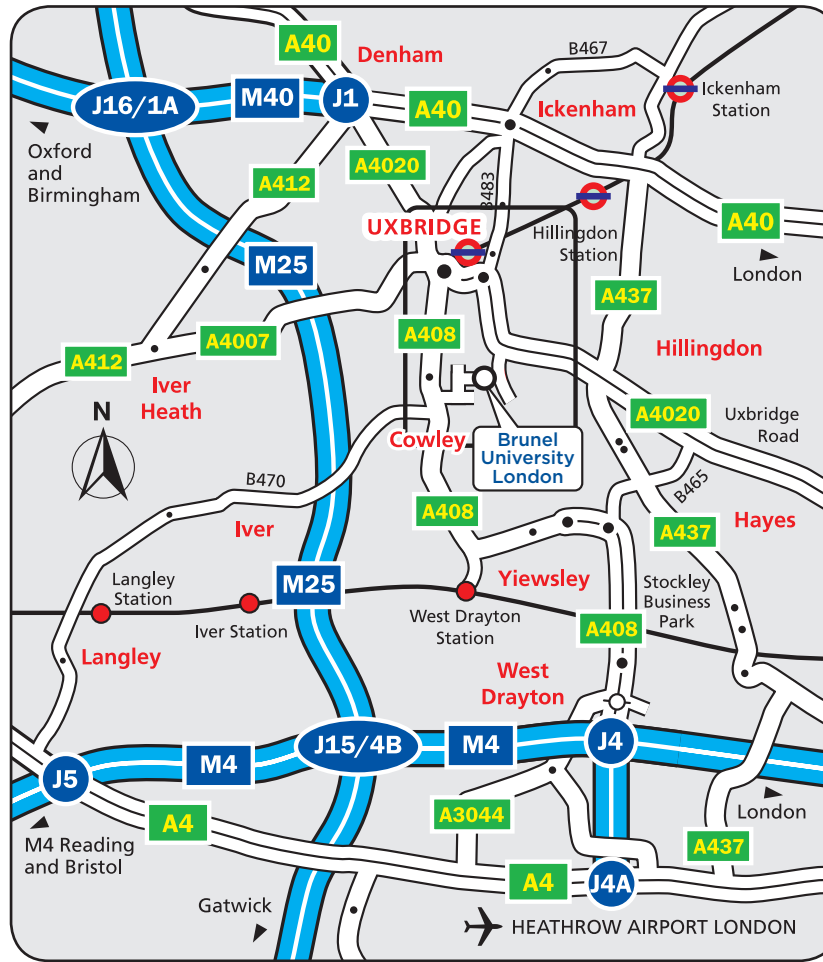 A40
Denham
B467
J16/1A
M40
J1
A40
Ickenham
Ickenham
Station
Oxford
and
Birmingham
A412
A4020
B483
UXBRIDGE
Hillingdon
Station
A40
London
M25
A437
A412
A4007
A408
Hillingdon
Iver
Heath
N
Cowley
Brunel
University
London
A4020
Uxbridge
Road
B470
B465
A408
Iver
A437
Hayes
Langley
Station
M25
Iver Station
Yiewsley
West Drayton
Station
Stockley
Business
Park
A408
Langley
West
Drayton
J15/4B
M4
J4
J5
M4
A4
A3044
London
A437
M4 Reading
and Bristol
A4
J4A
Gatwick
HEATHROW AIRPORT LONDON